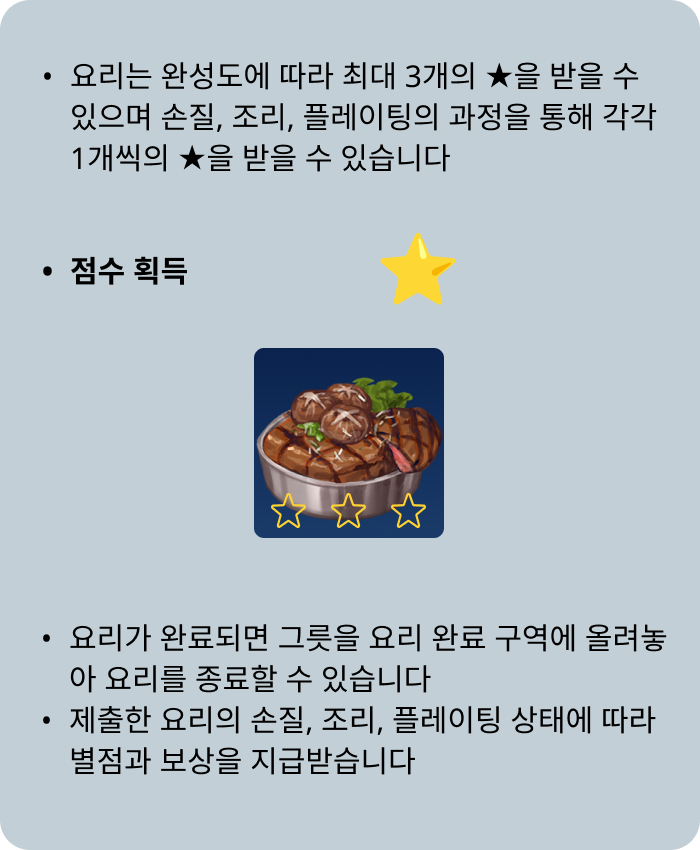 • 요리는 완성도에 따라 최대 3개의 ★을 받을 수
있으며 손질, 조리, 플레이팅의 과정을 통해 각각
1개씩의 ★을 받을 수 있습니다
• 점수 획득
• 요리가 완료되면 그릇을 요리 완료 구역에 올려놓
아 요리를 종료할 수 있습니다
• 제출한 요리의 손질, 조리, 플레이팅 상태에 따라
별점과 보상을 지급받습니다